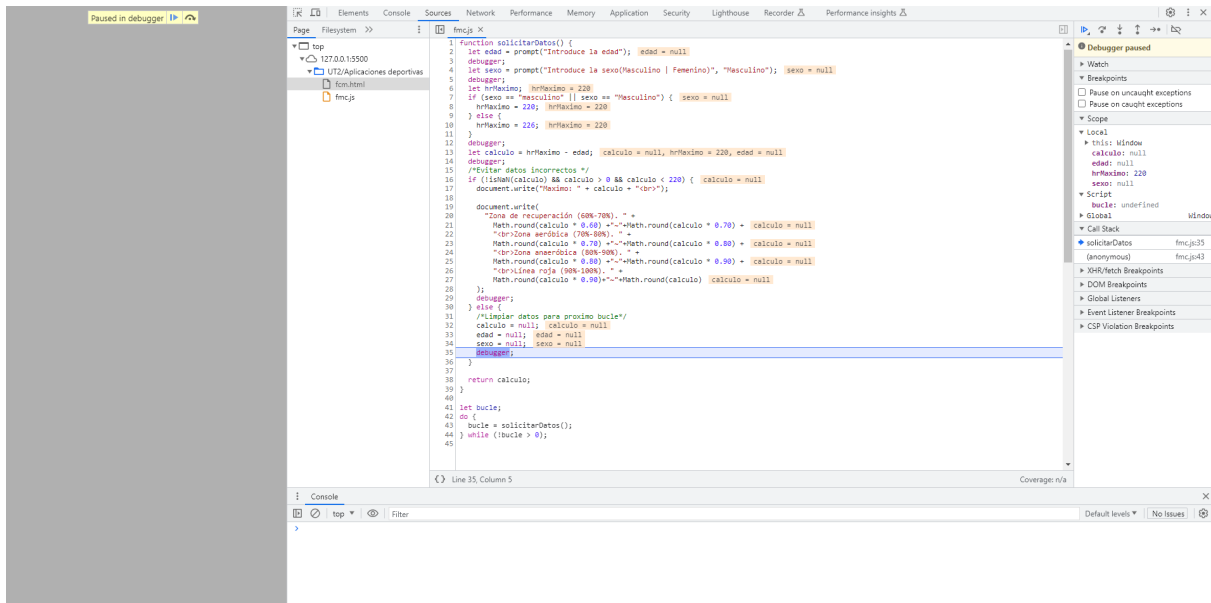 Paused in debugger
Elements Console Sources Network Performance Memory Application Security Lighthouse Recorder Performance insights
Page Filesystem >> fmc.js
top
127.0.0.1:5500
UT2/Aplicaciones deportivas
fcm.html
fmc.js
1 function solicitarDatos() {
2 let edad = prompt("Introduce la edad"); edad = null
3 debugger;
4 let sexo = prompt("Introduce la sexo(Masculino | Femenino)", "Masculino"); sexo = null
5 debugger;
6 let hrMaximo; hrMaximo = 220
7 if (sexo == "masculino" || sexo == "Masculino") { sexo = null
8 hrMaximo = 220; hrMaximo = 220
9 } else {
10 hrMaximo = 226; hrMaximo = 220
11 }
12 debugger;
13 let calculo = hrMaximo - edad; calculo = null, hrMaximo = 220, edad = null
14 debugger;
15 /*Evitar datos incorrectos */
16 if (!isNaN(calculo) && calculo > 0 && calculo < 220) { calculo = null
17 document.write("Maximo: " + calculo + "<br>");
18
19 document.write(
20 "Zona de recuperación (60%-70%). " +
21 Math.round(calculo * 0.60) +"~"+Math.round(calculo * 0.70) + calculo = null
22 "<br>Zona aeróbica (70%-80%). " +
23 Math.round(calculo * 0.70) +"~"+Math.round(calculo * 0.80) + calculo = null
24 "<br>Zona anaeróbica (80%-90%). " +
25 Math.round(calculo * 0.80) +"~"+Math.round(calculo * 0.90) + calculo = null
26 "<br>Línea roja (90%-100%). " +
27 Math.round(calculo * 0.90)+"~"+Math.round(calculo) calculo = null
28 );
29 debugger;
30 } else {
31 /*Limpiar datos para proximo bucle*/
32 calculo = null; calculo = null
33 edad = null; edad = null
34 sexo = null; sexo = null
35 debugger;
36 }
37
38 return calculo;
39 }
40
41 let bucle;
42 do {
43 bucle = solicitarDatos();
44 } while (!bucle > 0);
45
{} Line 35, Column 5 Coverage: n/a
Debugger paused
Watch
Breakpoints
Pause on uncaught exceptions
Pause on caught exceptions
Scope
Local
this: Window
calculo: null
edad: null
hrMaximo: 220
sexo: null
Script
bucle: undefined
Global Window
Call Stack
solicitarDatos fmc.js:35
(anonymous) fmc.js:43
XHR/fetch Breakpoints
DOM Breakpoints
Global Listeners
Event Listener Breakpoints
CSP Violation Breakpoints
Console
top Filter Default levels No Issues
>